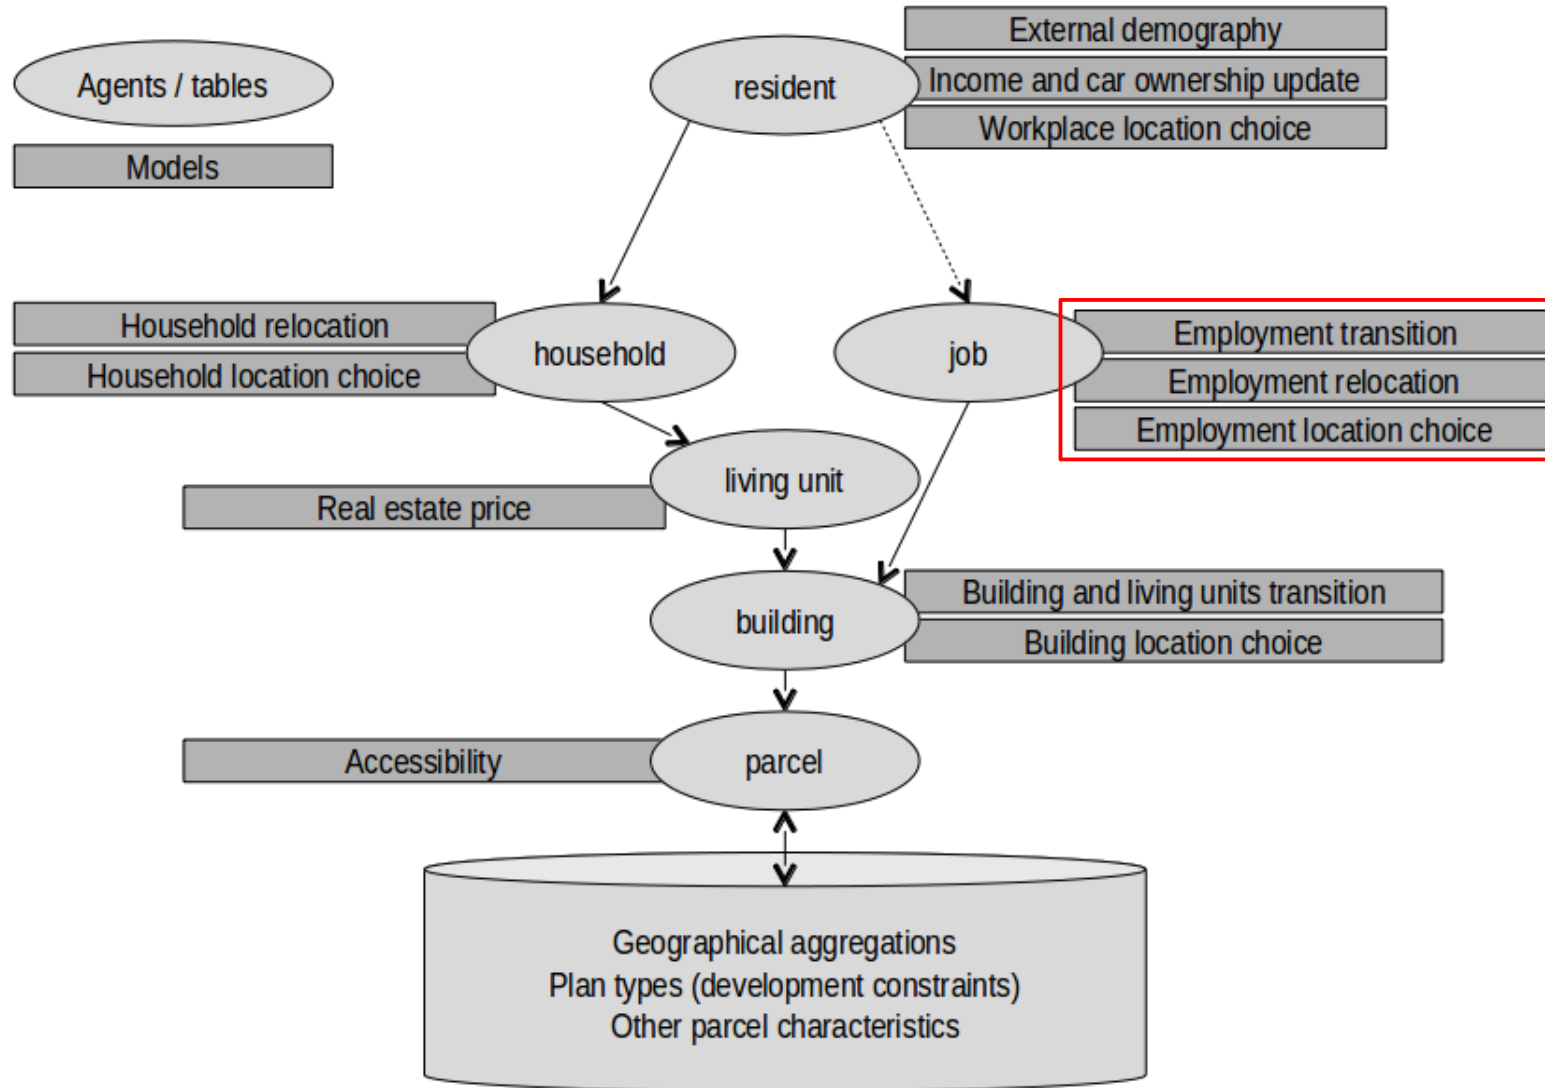 Agents / tables
Models
resident
External demography
Income and car ownership update
Workplace location choice
Household relocation
Household location choice
household
job
Employment transition
Employment relocation
Employment location choice
living unit
Real estate price
building
Building and living units transition
Building location choice
Accessibility
parcel
Geographical aggregations
Plan types (development constraints)
Other parcel characteristics